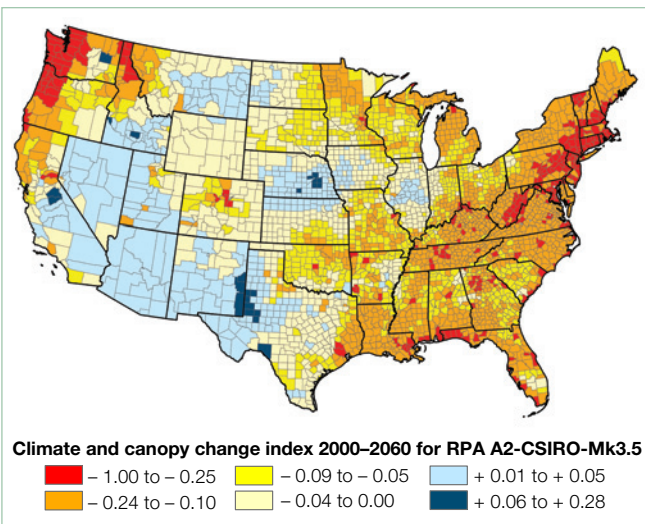 Climate and canopy change index 2000–2060 for RPA A2-CSIRO-Mk3.5
– 1.00 to – 0.25
– 0.09 to – 0.05
+ 0.01 to + 0.05
– 0.24 to – 0.10
– 0.04 to 0.00
+ 0.06 to + 0.28